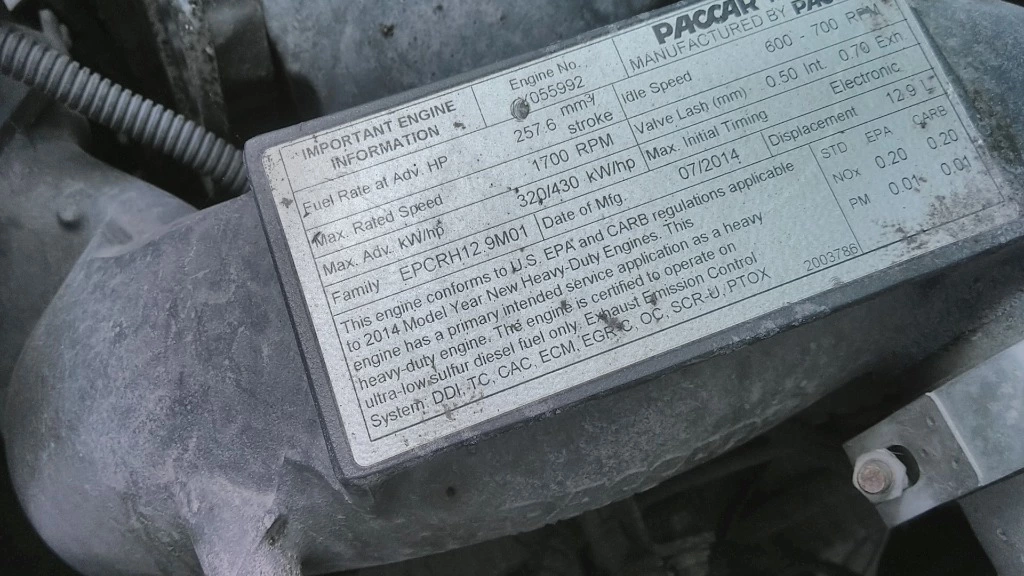 IMPORTANT ENGINE
INFORMATION
Engine No.
055992
PACCAR
MANUFACTURED BY
Fuel Rate at Adv. HP 257.6 mm³/
stroke
Idle Speed 600 - 700 RPM
Max. Rated Speed 1700 RPM
Valve Lash (mm) 0.50 Int. 0.70 Exh
Max. Adv. kW/hp 320/430 kW/hp
Max. Initial Timing Electronic
Family EPCRH12.9M01
Date of Mfg. 07/2014
Displacement 12.9
This engine conforms to U.S. EPA and CARB regulations applicable
to 2014 Model Year New Heavy-Duty Engines. This
engine has a primary intended service application as a heavy
heavy-duty engine. The engine is certified to operate on
ultra-low sulfur diesel fuel only. Exhaust Emission Control
System: DDI, TC, CAC, ECM, EGR-C, OC, SCR-U, PTOX
STD EPA CARB
NOx 0.20 0.20
PM 0.01 0.01
2003786